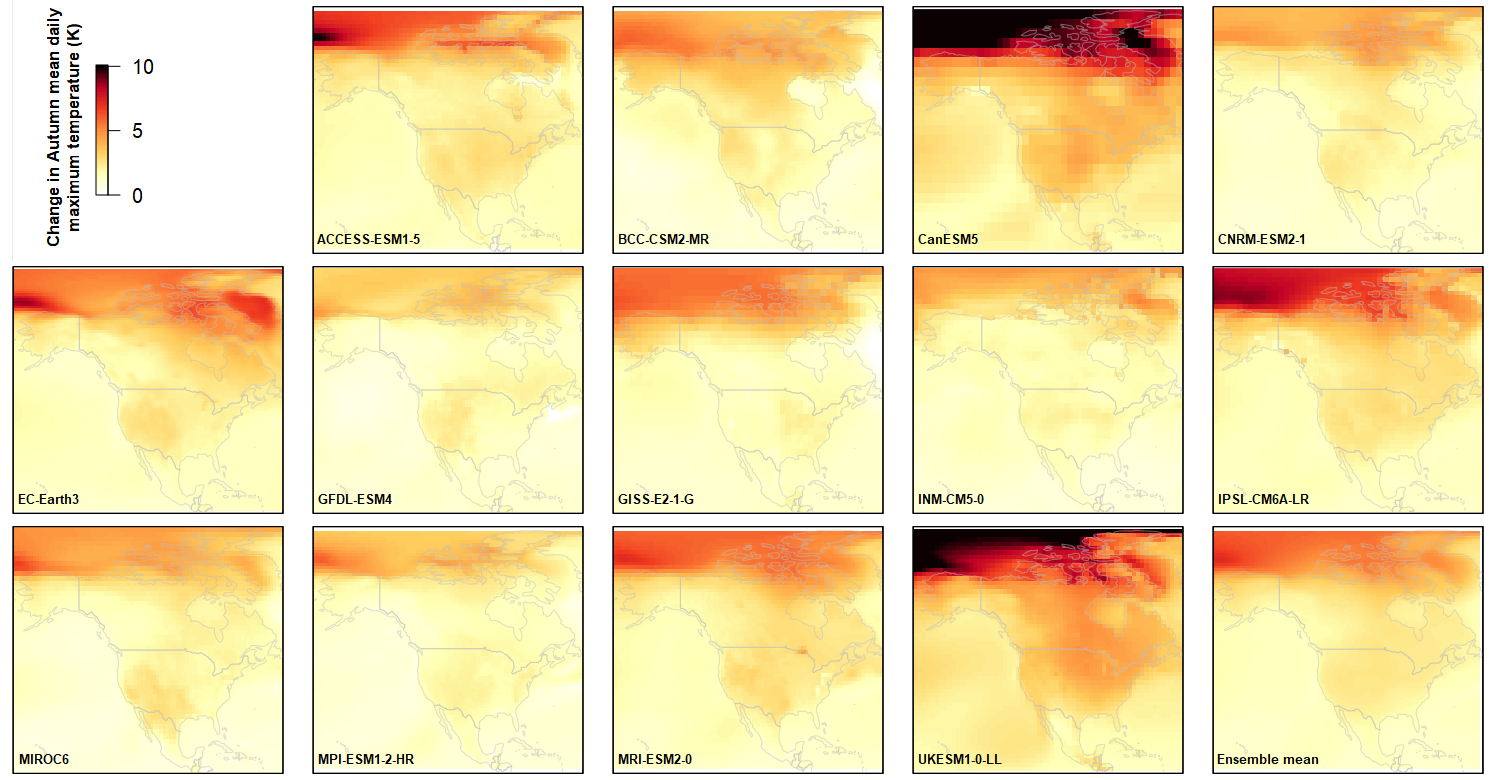 Change in Autumn mean daily
maximum temperature (K)
10
5
0
ACCESS-ESM1-5
BCC-CSM2-MR
CanESM5
CNRM-ESM2-1
EC-Earth3
GFDL-ESM4
GISS-E2-1-G
INM-CM5-0
IPSL-CM6A-LR
MIROC6
MPI-ESM1-2-HR
MRI-ESM2-0
UKESM1-0-LL
Ensemble mean